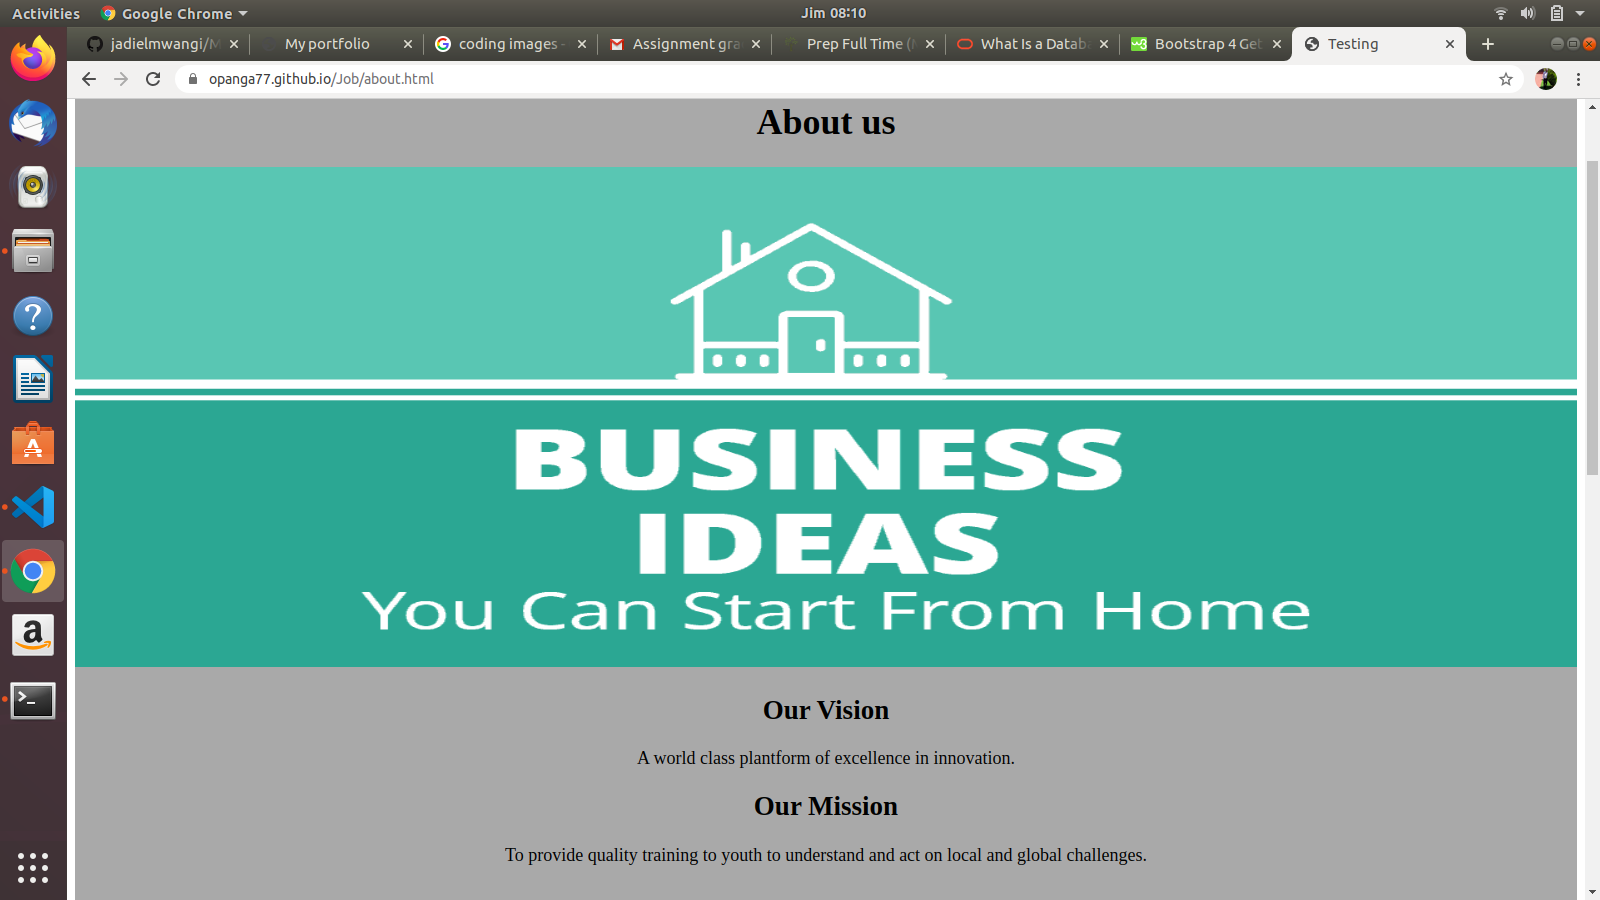 Activities Google Chrome Jim 08:10
jadielmwangi/M My portfolio coding images - Assignment gra Prep Full Time ( What Is a Datab Bootstrap 4 Get Testing
opanga77.github.io/Job/about.html
About us
BUSINESS
IDEAS
You Can Start From Home
Our Vision
A world class plantform of excellence in innovation.
Our Mission
To provide quality training to youth to understand and act on local and global challenges.